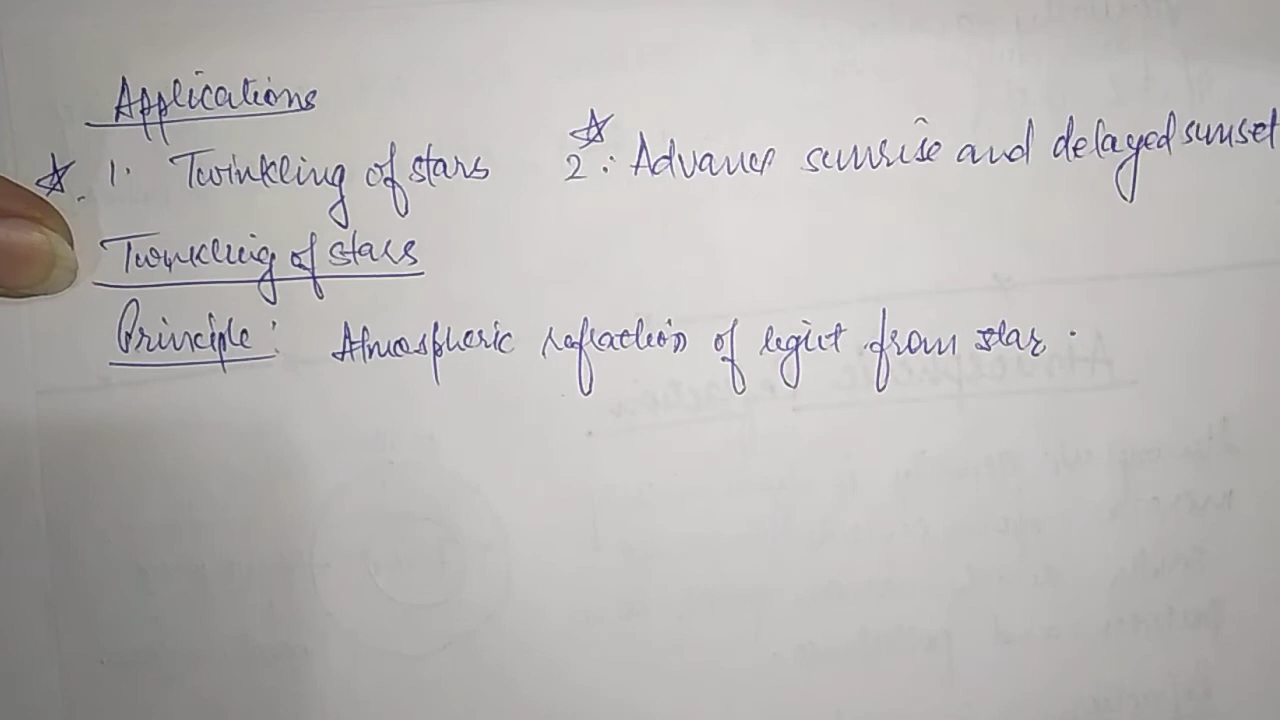 Applications
☆. 1. Twinkling of stars ☆ 2: Advance sunrise and delayed sunset
Twinkling of stars
Principle: Atmospheric refraction of light from star.